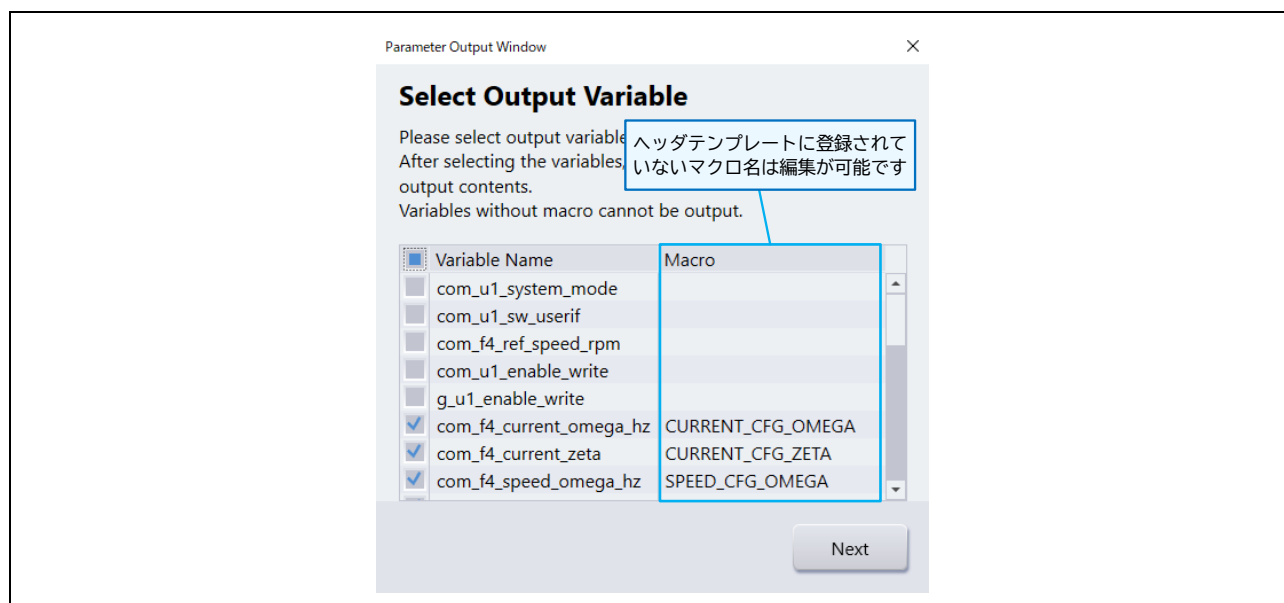 Parameter Output Window
Select Output Variable
Please select output variable
After selecting the variables,
output contents.
Variables without macro cannot be output.
ヘッダテンプレートに登録されて
いないマクロ名は編集が可能です
Variable Name Macro
com_u1_system_mode
com_u1_sw_userif
com_f4_ref_speed_rpm
com_u1_enable_write
g_u1_enable_write
com_f4_current_omega_hz CURRENT_CFG_OMEGA
com_f4_current_zeta CURRENT_CFG_ZETA
com_f4_speed_omega_hz SPEED_CFG_OMEGA
Next